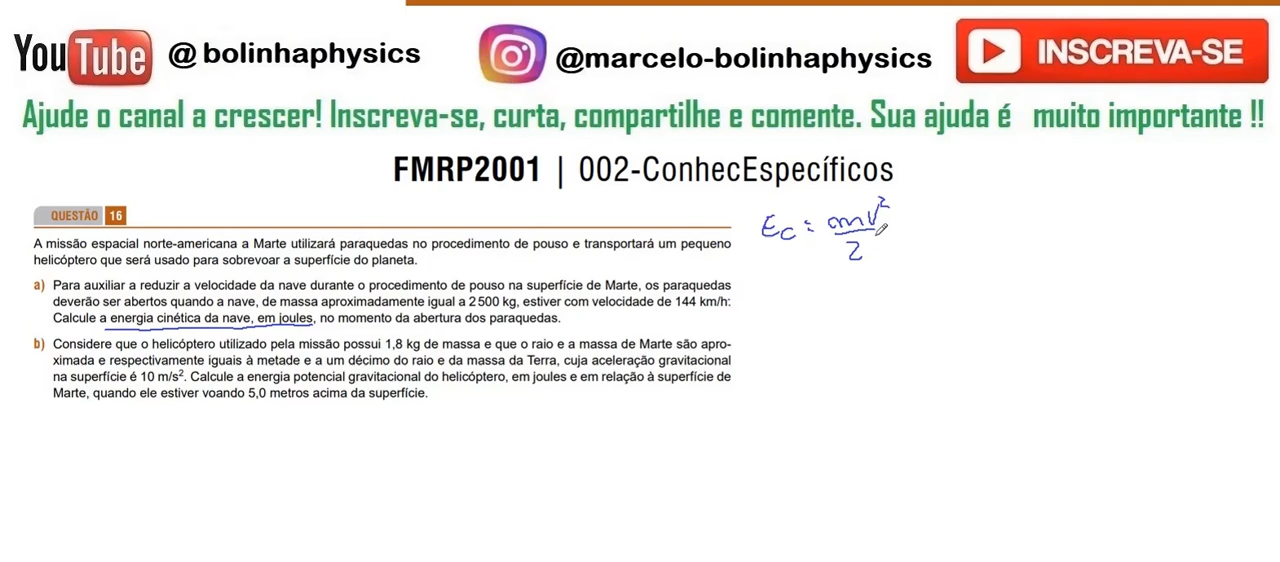 YouTube @ bolinhaphysics @marcelo-bolinhaphysics INSCREVA-SE
Ajude o canal a crescer! Inscreva-se, curta, compartilhe e comente. Sua ajuda é muito importante !!
FMRP2001 | 002-ConhecEspecíficos
QUESTÃO 16
Ec = mv²/2
A missão espacial norte-americana a Marte utilizará paraquedas no procedimento de pouso e transportará um pequeno
helicóptero que será usado para sobrevoar a superfície do planeta.
a) Para auxiliar a reduzir a velocidade da nave durante o procedimento de pouso na superfície de Marte, os paraquedas
deverão ser abertos quando a nave, de massa aproximadamente igual a 2 500 kg, estiver com velocidade de 144 km/h:
Calcule a energia cinética da nave, em joules, no momento da abertura dos paraquedas.
b) Considere que o helicóptero utilizado pela missão possui 1,8 kg de massa e que o raio e a massa de Marte são apro-
ximada e respectivamente iguais à metade e a um décimo do raio e da massa da Terra, cuja aceleração gravitacional
na superfície é 10 m/s². Calcule a energia potencial gravitacional do helicóptero, em joules e em relação à superfície de
Marte, quando ele estiver voando 5,0 metros acima da superfície.